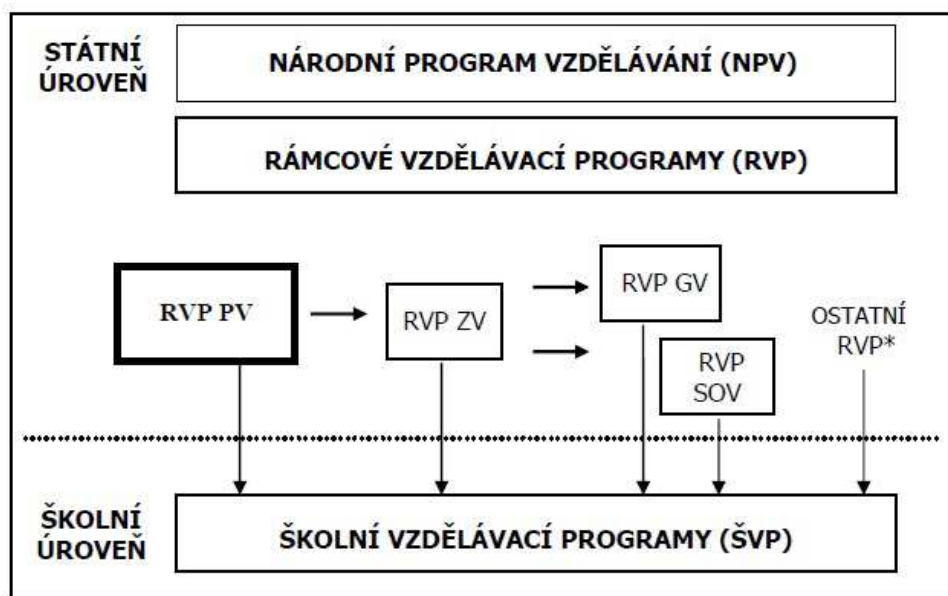 STÁTNÍ
ÚROVEŇ
NÁRODNÍ PROGRAM VZDĚLÁVÁNÍ (NPV)
RÁMCOVÉ VZDĚLÁVACÍ PROGRAMY (RVP)
RVP PV
RVP ZV
RVP GV
RVP
SOV
OSTATNÍ
RVP*
ŠKOLNÍ
ÚROVEŇ
ŠKOLNÍ VZDĚLÁVACÍ PROGRAMY (ŠVP)